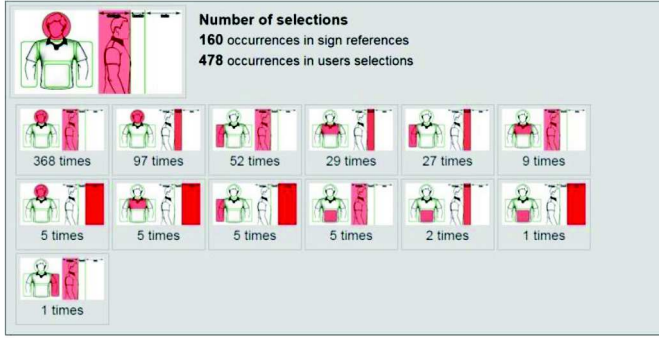 Number of selections
160 occurrences in sign references
478 occurrences in users selections
368 times
97 times
52 times
29 times
27 times
9 times
5 times
5 times
5 times
5 times
2 times
1 times
1 times